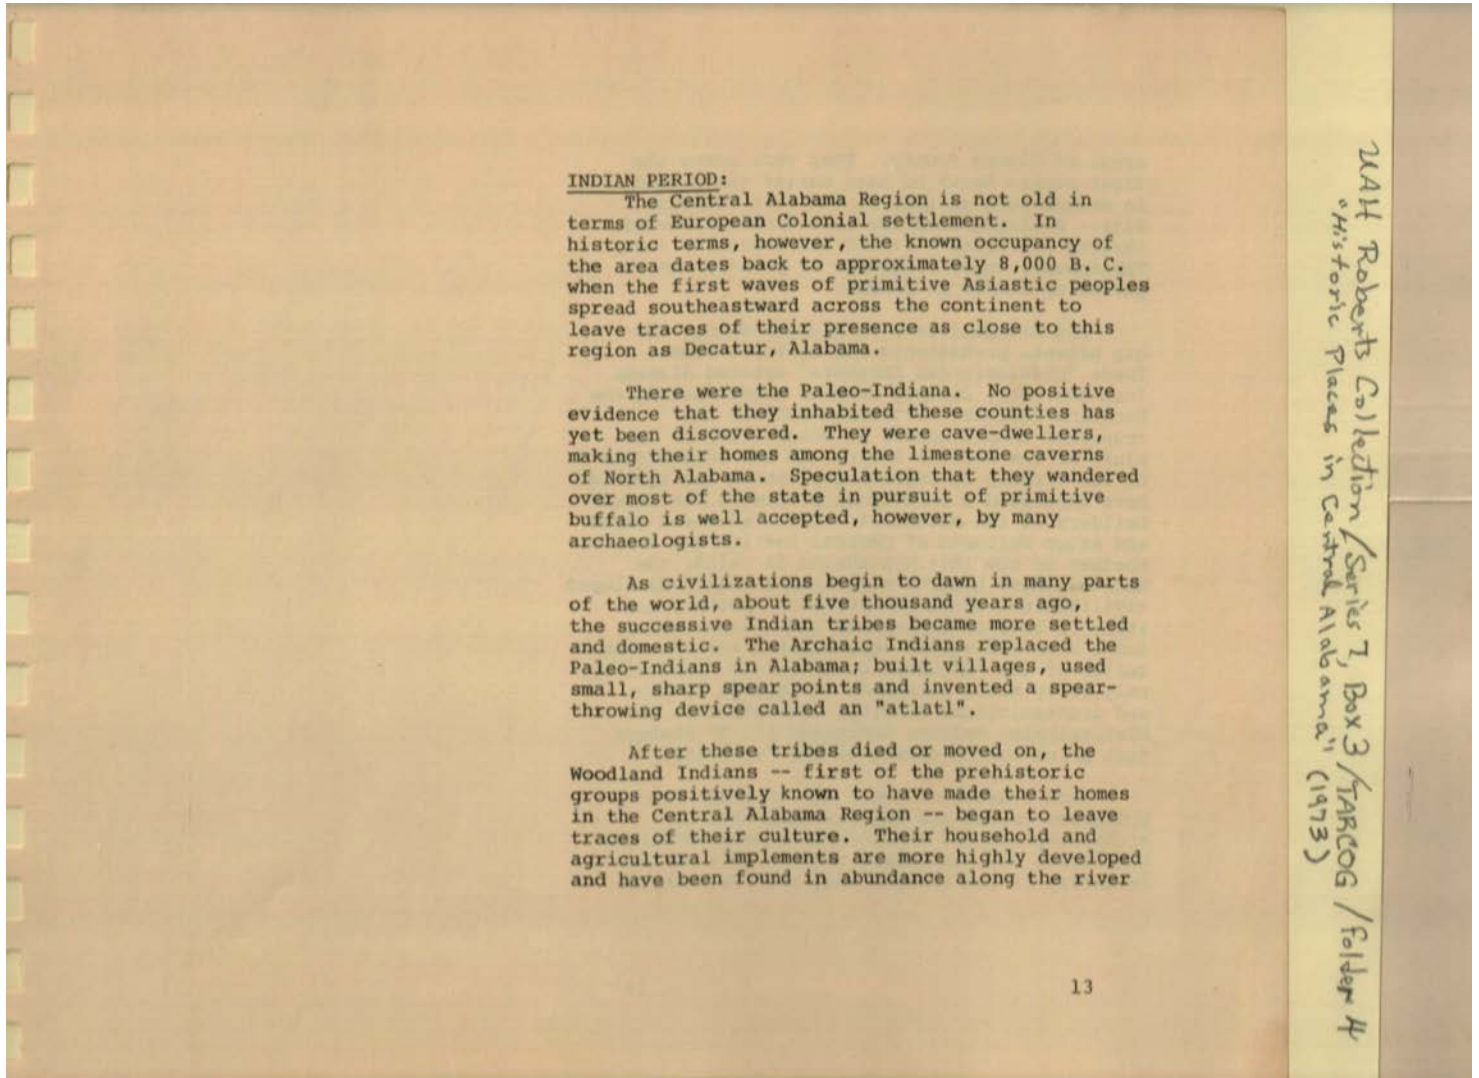 INDIAN PERIOD:
The Central Alabama Region is not old in
terms of European Colonial settlement. In
historic terms, however, the known occupancy of
the area dates back to approximately 8,000 B. C.
when the first waves of primitive Asiastic peoples
spread southeastward across the continent to
leave traces of their presence as close to this
region as Decatur, Alabama.
There were the Paleo-Indiana. No positive
evidence that they inhabited these counties has
yet been discovered. They were cave-dwellers,
making their homes among the limestone caverns
of North Alabama. Speculation that they wandered
over most of the state in pursuit of primitive
buffalo is well accepted, however, by many
archaeologists.
As civilizations begin to dawn in many parts
of the world, about five thousand years ago,
the successive Indian tribes became more settled
and domestic. The Archaic Indians replaced the
Paleo-Indians in Alabama; built villages, used
small, sharp spear points and invented a spear-
throwing device called an "atlatl".
After these tribes died or moved on, the
Woodland Indians -- first of the prehistoric
groups positively known to have made their homes
in the Central Alabama Region -- began to leave
traces of their culture. Their household and
agricultural implements are more highly developed
and have been found in abundance along the river
13
UAH Roberts Collection/Series 7, Box 3/TARCOG/folder 4
"Historic Places in Central Alabama" (1973)